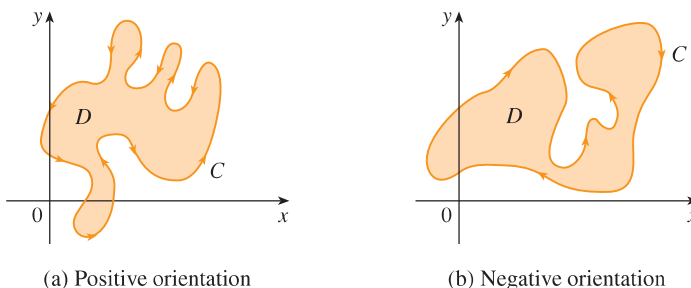 y
D
C
0
x
(a) Positive orientation
y
C
D
0
x
(b) Negative orientation